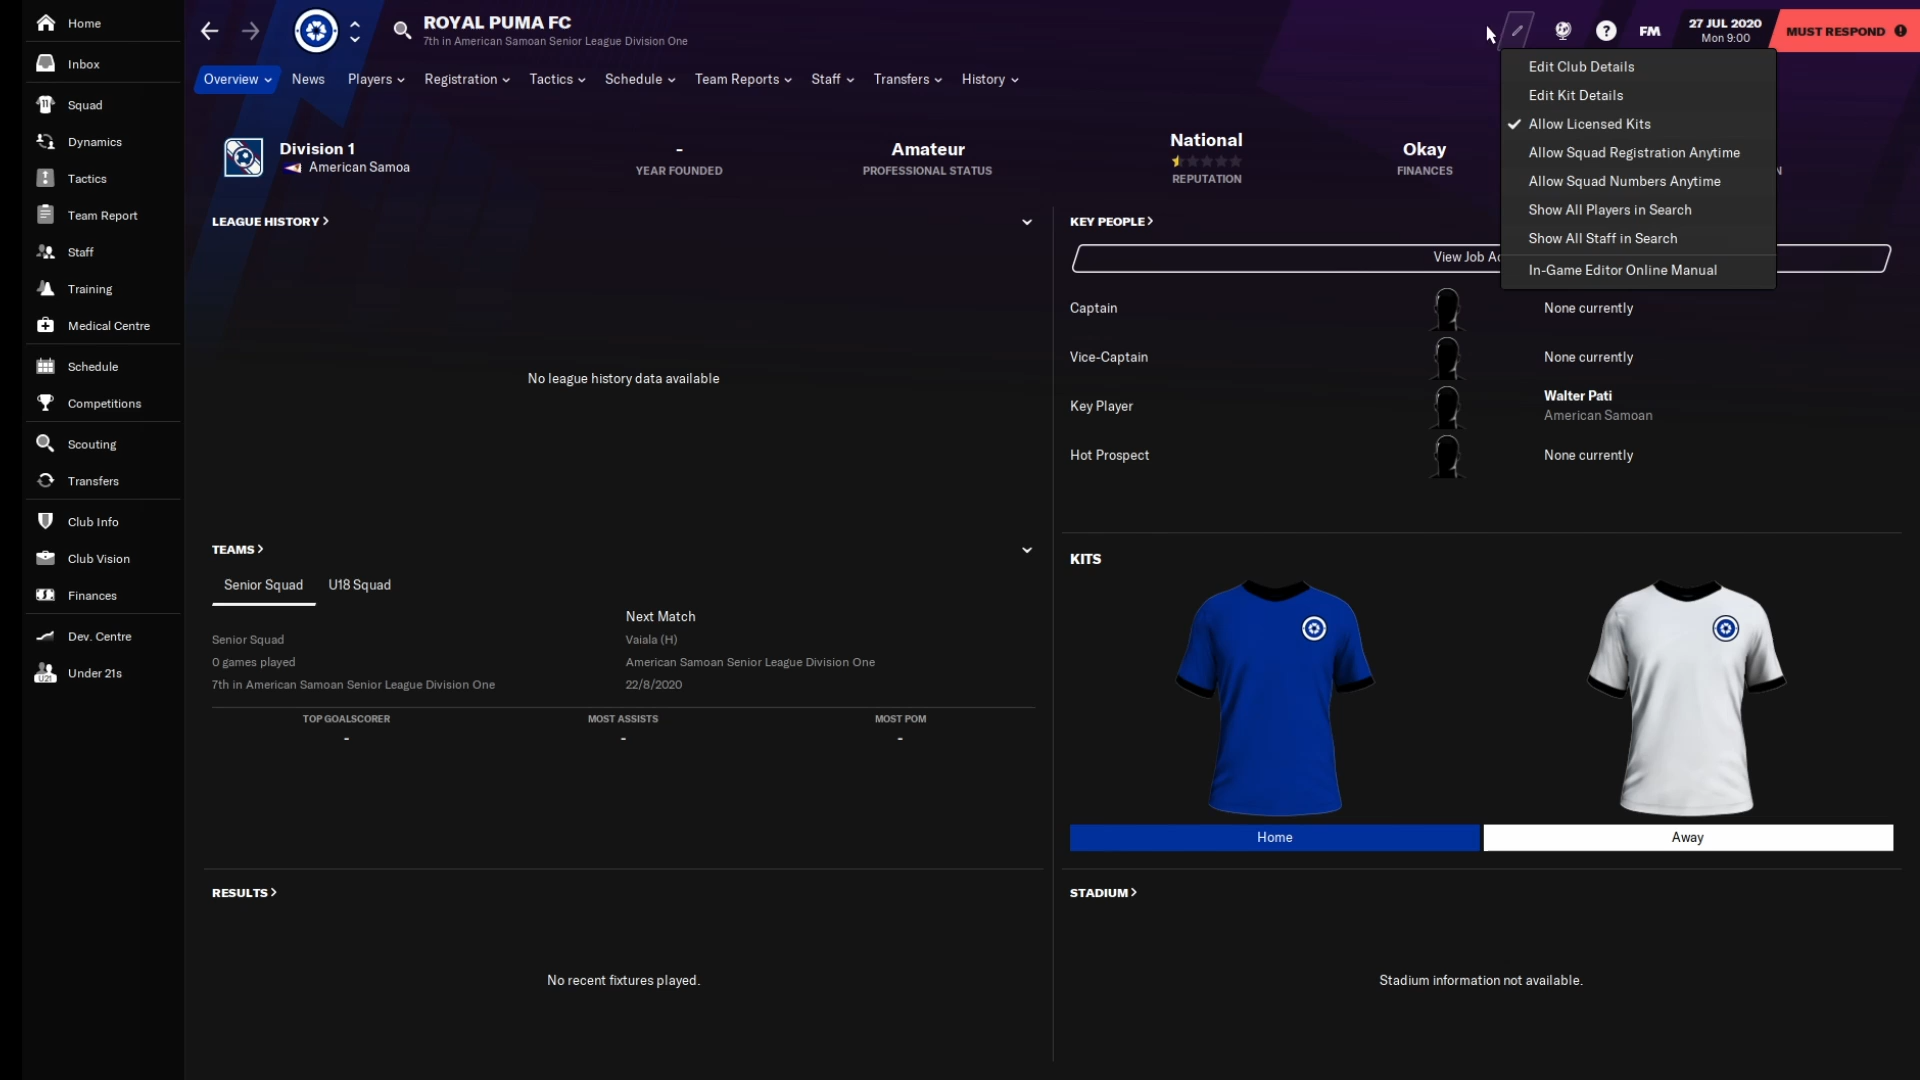 Home
Inbox
Squad
Dynamics
Tactics
Team Report
Staff
Training
Medical Centre
Schedule
Competitions
Scouting
Transfers
Club Info
Club Vision
Finances
Dev. Centre
Under 21s
ROYAL PUMA FC
7th in American Samoan Senior League Division One
FM
27 JUL 2020
Mon 9:00
MUST RESPOND
Overview
News
Players
Registration
Tactics
Schedule
Team Reports
Staff
Transfers
History
Edit Club Details
Edit Kit Details
Allow Licensed Kits
Allow Squad Registration Anytime
Allow Squad Numbers Anytime
Show All Players in Search
Show All Staff in Search
In-Game Editor Online Manual
Division 1
American Samoa
-
YEAR FOUNDED
Amateur
PROFESSIONAL STATUS
National
REPUTATION
Okay
FINANCES
N
LEAGUE HISTORY
No league history data available
KEY PEOPLE
View Job A
Captain
None currently
Vice-Captain
None currently
Key Player
Walter Pati
American Samoan
Hot Prospect
None currently
TEAMS
Senior Squad
U18 Squad
Senior Squad
0 games played
7th in American Samoan Senior League Division One
Next Match
Vaiala (H)
American Samoan Senior League Division One
22/8/2020
TOP GOALSCORER
-
MOST ASSISTS
-
MOST POM
-
KITS
Home
Away
RESULTS
No recent fixtures played.
STADIUM
Stadium information not available.